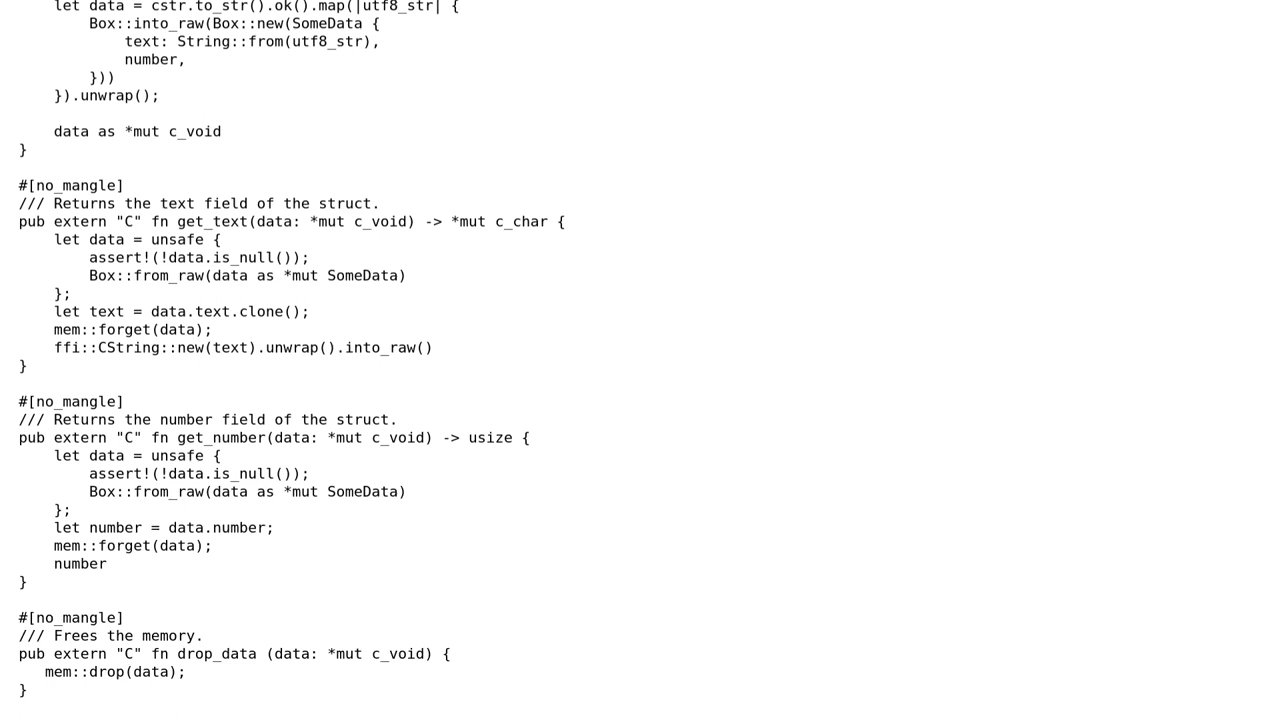 let data = cstr.to_str().ok().map(|utf8_str| {
        Box::into_raw(Box::new(SomeData {
            text: String::from(utf8_str),
            number,
        }))
    }).unwrap();

    data as *mut c_void
}

#[no_mangle]
/// Returns the text field of the struct.
pub extern "C" fn get_text(data: *mut c_void) -> *mut c_char {
    let data = unsafe {
        assert!(!data.is_null());
        Box::from_raw(data as *mut SomeData)
    };
    let text = data.text.clone();
    mem::forget(data);
    ffi::CString::new(text).unwrap().into_raw()
}

#[no_mangle]
/// Returns the number field of the struct.
pub extern "C" fn get_number(data: *mut c_void) -> usize {
    let data = unsafe {
        assert!(!data.is_null());
        Box::from_raw(data as *mut SomeData)
    };
    let number = data.number;
    mem::forget(data);
    number
}

#[no_mangle]
/// Frees the memory.
pub extern "C" fn drop_data (data: *mut c_void) {
   mem::drop(data);
}